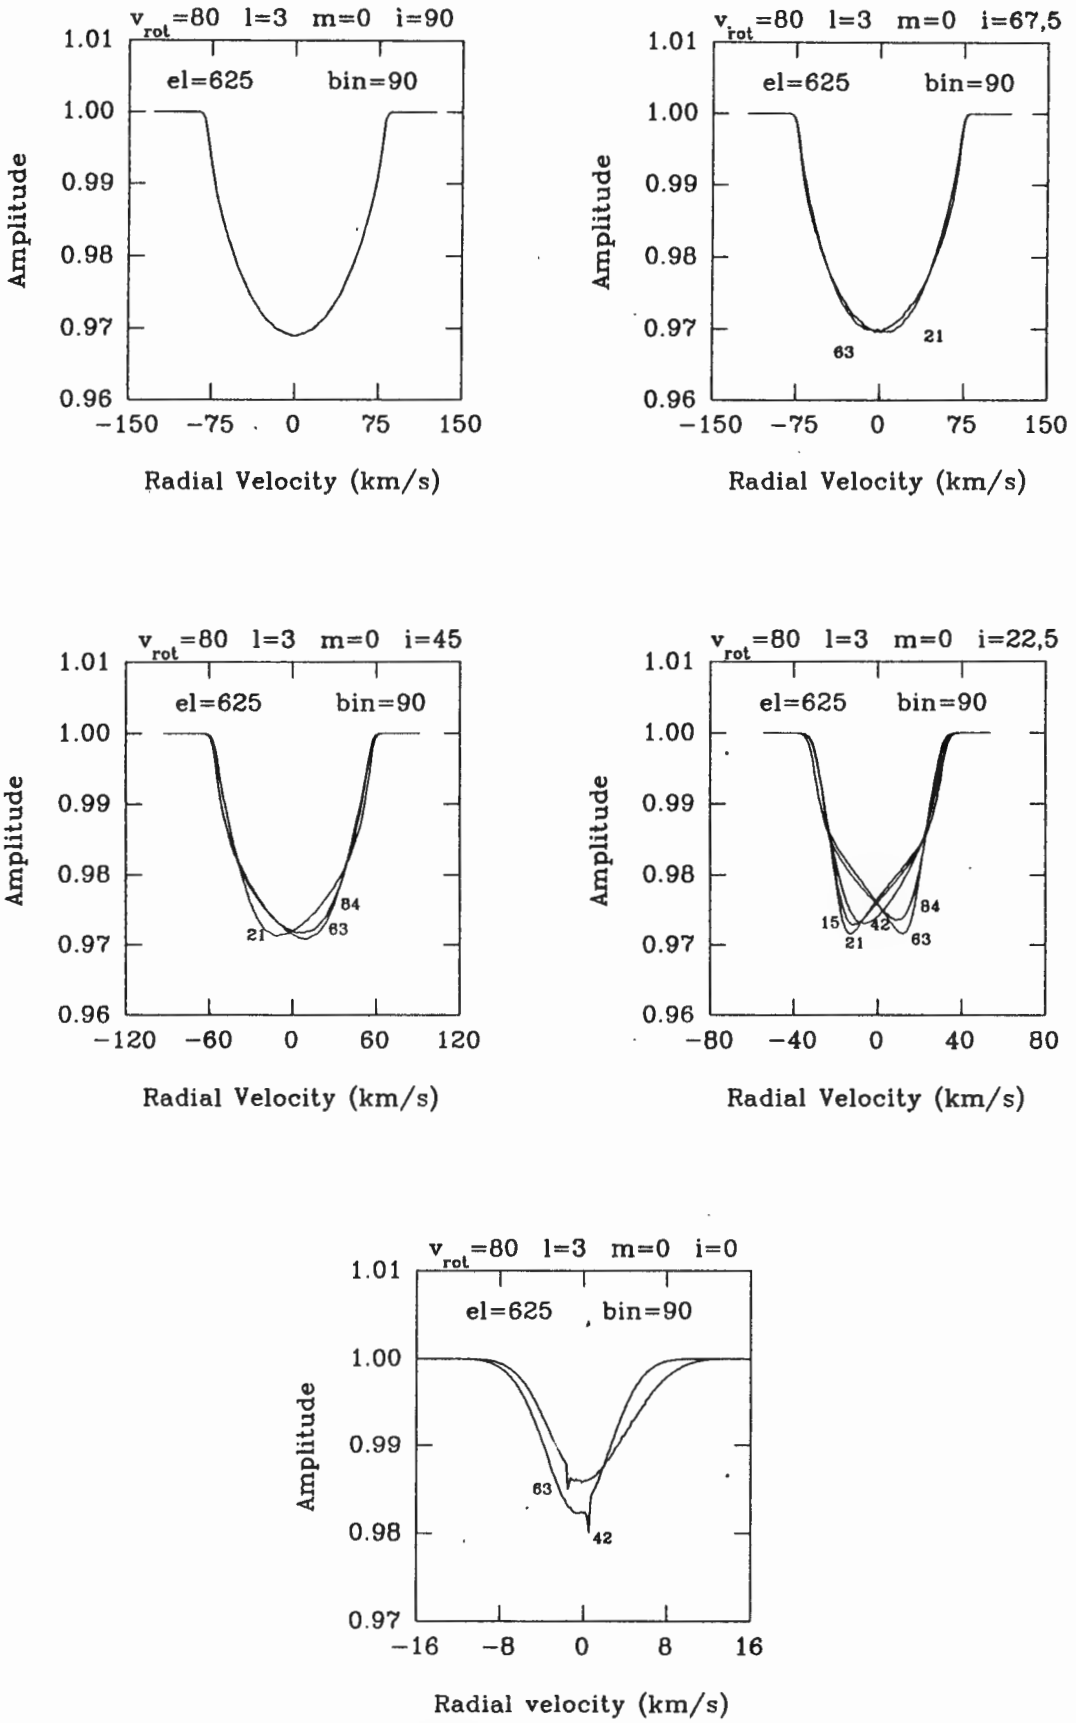 v_rot=80 l=3 m=0 i=90
1.01
el=625 bin=90
1.00
0.99
0.98
0.97
0.96
Amplitude
−150 −75 0 75 150
Radial Velocity (km/s)
v_rot=80 l=3 m=0 i=67,5
1.01
el=625 bin=90
1.00
0.99
0.98
0.97
0.96
Amplitude
63 21
−150 −75 0 75 150
Radial Velocity (km/s)
v_rot=80 l=3 m=0 i=45
1.01
el=625 bin=90
1.00
0.99
0.98
0.97
0.96
Amplitude
84
21 63
−120 −60 0 60 120
Radial Velocity (km/s)
v_rot=80 l=3 m=0 i=22,5
1.01
el=625 bin=90
1.00
0.99
0.98
0.97
0.96
Amplitude
84
15 42
21 63
−80 −40 0 40 80
Radial Velocity (km/s)
v_rot=80 l=3 m=0 i=0
1.01
el=625 bin=90
1.00
0.99
0.98
0.97
Amplitude
63
42
−16 −8 0 8 16
Radial velocity (km/s)